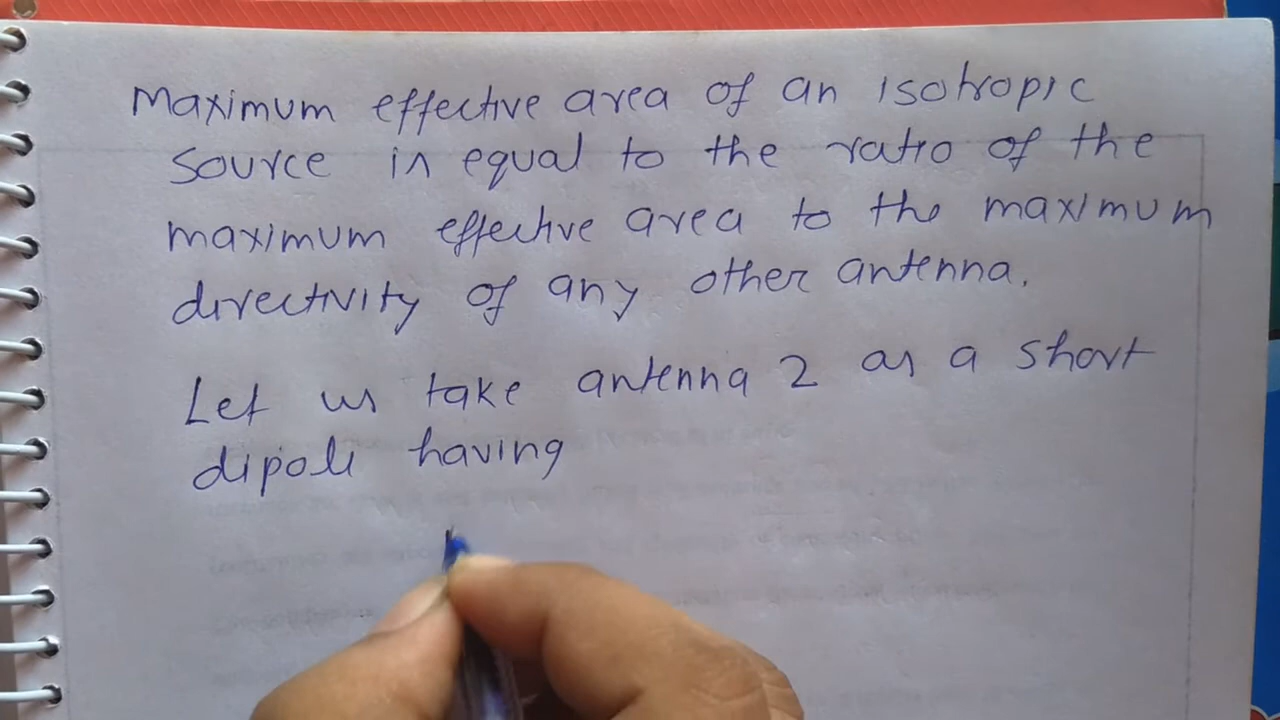 Maximum effective area of an isotropic
source is equal to the ratio of the
maximum effective area to the maximum
directivity of any other antenna.
Let us take antenna 2 as a short
dipole having